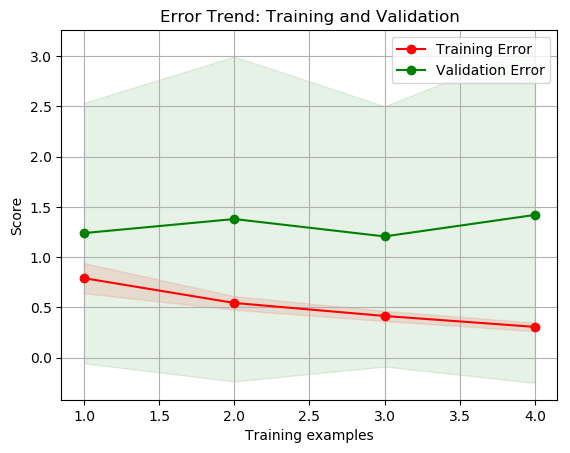 Error Trend: Training and Validation
Training Error
Validation Error
3.0
2.5
2.0
1.5
1.0
0.5
0.0
Score
1.0 1.5 2.0 2.5 3.0 3.5 4.0
Training examples